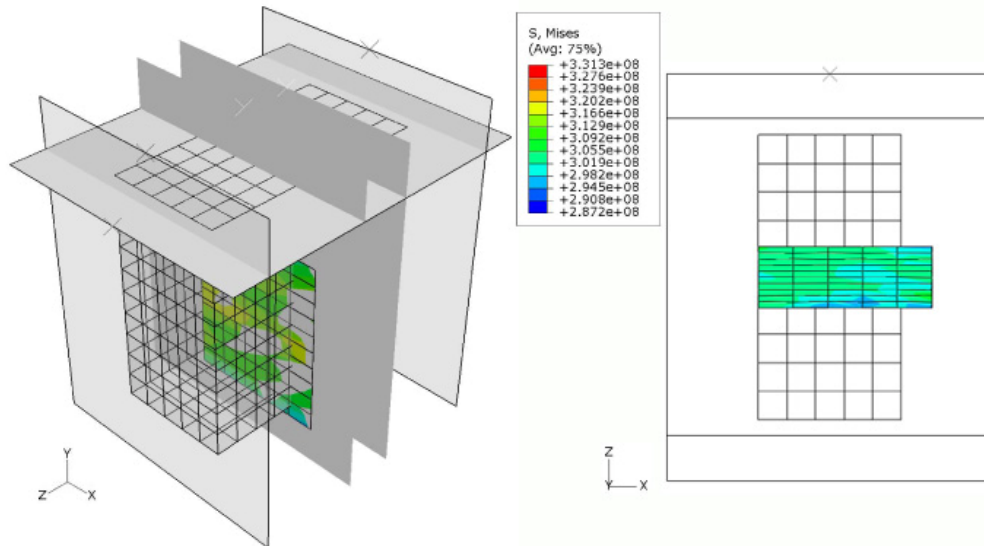 S, Mises
(Avg: 75%)
+3.313e+08
+3.276e+08
+3.239e+08
+3.202e+08
+3.166e+08
+3.129e+08
+3.092e+08
+3.055e+08
+3.019e+08
+2.982e+08
+2.945e+08
+2.908e+08
+2.872e+08
Y
Z X
Z
Y X